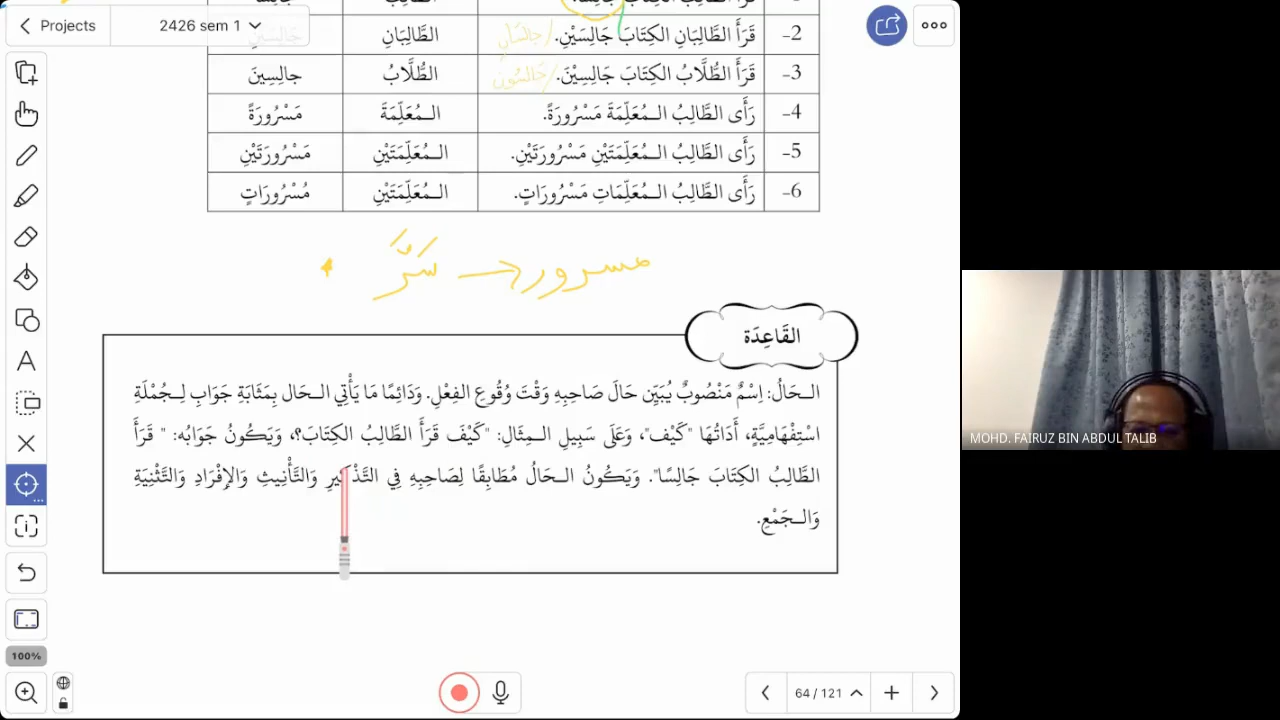 Projects
2426 sem 1
2- قَرَأَ الطَّالِبَانِ الكِتَابَ جَالِسَيْنِ. /جالسان الطَّالِبَانِ جَالِسَيْنِ
3- قَرَأَ الطُّلَّابُ الكِتَابَ جَالِسِيْنَ. /جَالِسُونَ الطُّلَّابُ جالِسِينَ
4- رَأَى الطَّالِبُ الـمُعَلِّمَةَ مَسْرُورَةً. الـمُعَلِّمَةَ مَسْرُورَةً
5- رَأَى الطَّالِبُ الـمُعَلِّمَتَيْنِ مَسْرُورَتَيْنِ. الـمُعَلِّمَتَيْنِ مَسْرُورَتَيْنِ
6- رَأَى الطَّالِبُ الـمُعَلِّمَاتِ مَسْرُورَاتٍ. الـمُعَلِّمَتَيْنِ مُسْرُورَاتٍ
مسرور → سَرَّ
القَاعِدَة
الـحَالُ: اِسْمٌ مَنْصُوبٌ يُبَيِّن حَالَ صَاحِبِهِ وَقْتَ وُقُوعِ الفِعْلِ. وَدَائِمًا مَا يَأْتِي الـحَال بِمَثَابَةِ جَوَابِ لِـجُمْلَةِ
اسْتِفْهَامِيَّةٍ، أَدَاتُهَا "كَيْف"، وَعَلَى سَبِيلِ الـمِثَالِ: "كَيْفَ قَرَأَ الطَّالِبُ الكِتَابَ؟، وَيَكُونُ جَوَابُه: " قَرَأَ
الطَّالِبُ الكِتَابَ جَالِسًا". وَيَكُونُ الـحَالُ مُطَابِقًا لِصَاحِبِهِ فِي التَّذْكِيرِ وَالتَّأْنِيثِ وَالإِفْرَادِ وَالتَّثْنِيَةِ
وَالـجَمْعِ.
MOHD. FAIRUZ BIN ABDUL TALIB
100%
64 / 121